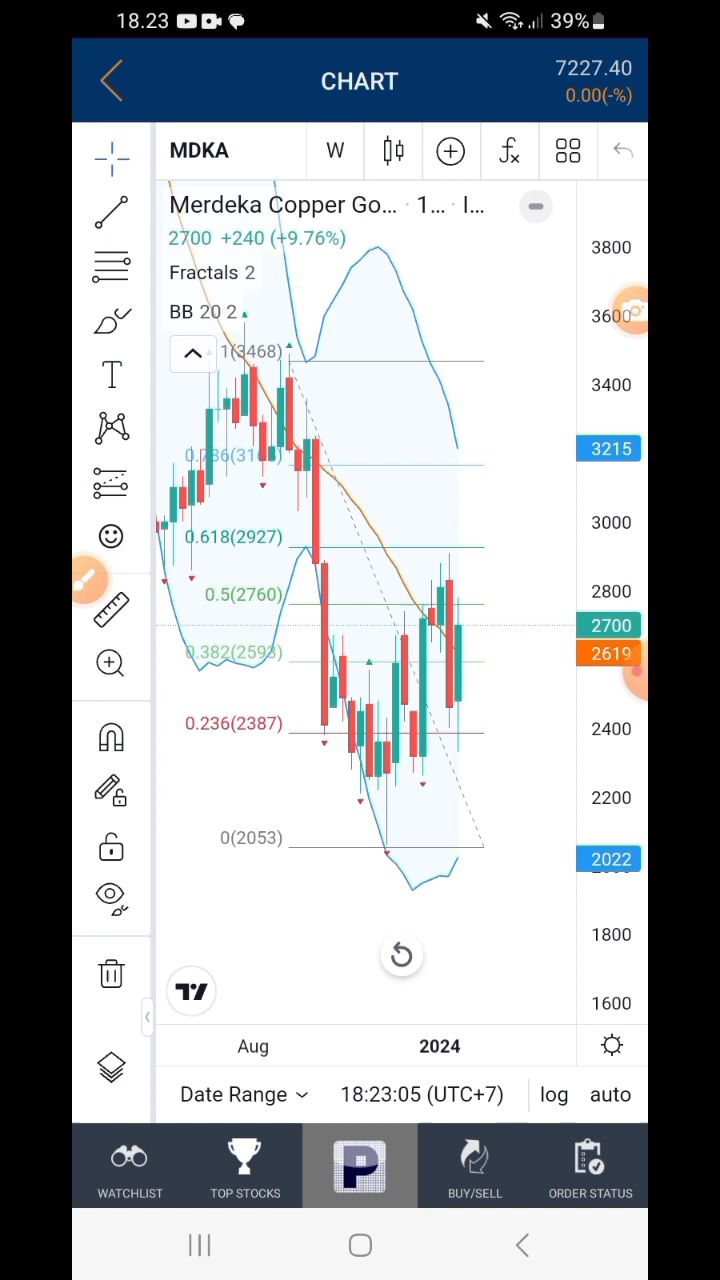 18.23 39%
CHART
7227.40
0.00(-%)
MDKA W
Merdeka Copper Go... · 1... · I...
2700 +240 (+9.76%)
Fractals 2
BB 20 2
1(3468)
0.618(2927)
0.5(2760)
0.382(2593)
0.236(2387)
0(2053)
3800
3600
3400
3215
3000
2800
2700
2619
2400
2200
2022
1800
1600
Aug 2024
Date Range 18:23:05 (UTC+7) log auto
WATCHLIST TOP STOCKS P BUY/SELL ORDER STATUS